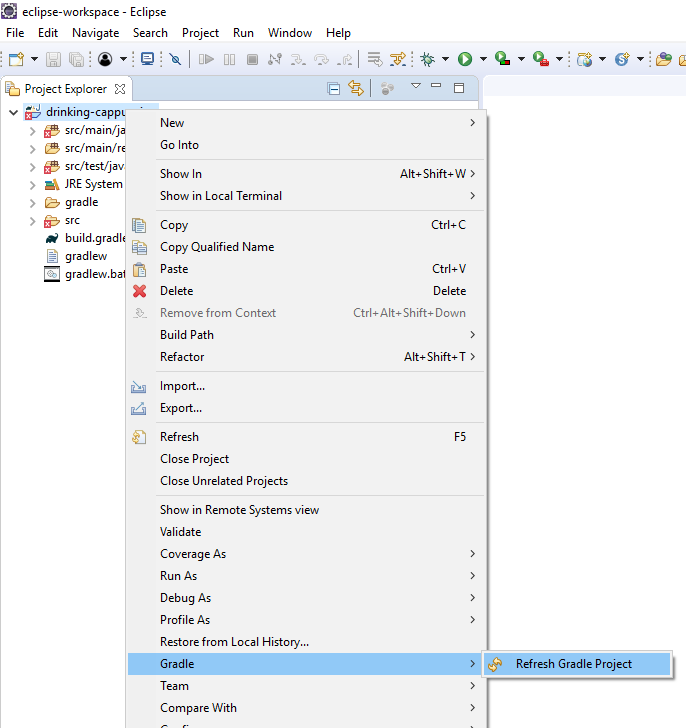 eclipse-workspace - Eclipse
File Edit Navigate Search Project Run Window Help
Project Explorer
drinking-cappu
src/main/ja
src/main/re
src/test/jav
JRE System
gradle
src
build.gradle
gradlew
gradlew.bat
New
Go Into
Show In Alt+Shift+W
Show in Local Terminal
Copy Ctrl+C
Copy Qualified Name
Paste Ctrl+V
Delete Delete
Remove from Context Ctrl+Alt+Shift+Down
Build Path
Refactor Alt+Shift+T
Import...
Export...
Refresh F5
Close Project
Close Unrelated Projects
Show in Remote Systems view
Validate
Coverage As
Run As
Debug As
Profile As
Restore from Local History...
Gradle
Refresh Gradle Project
Team
Compare With